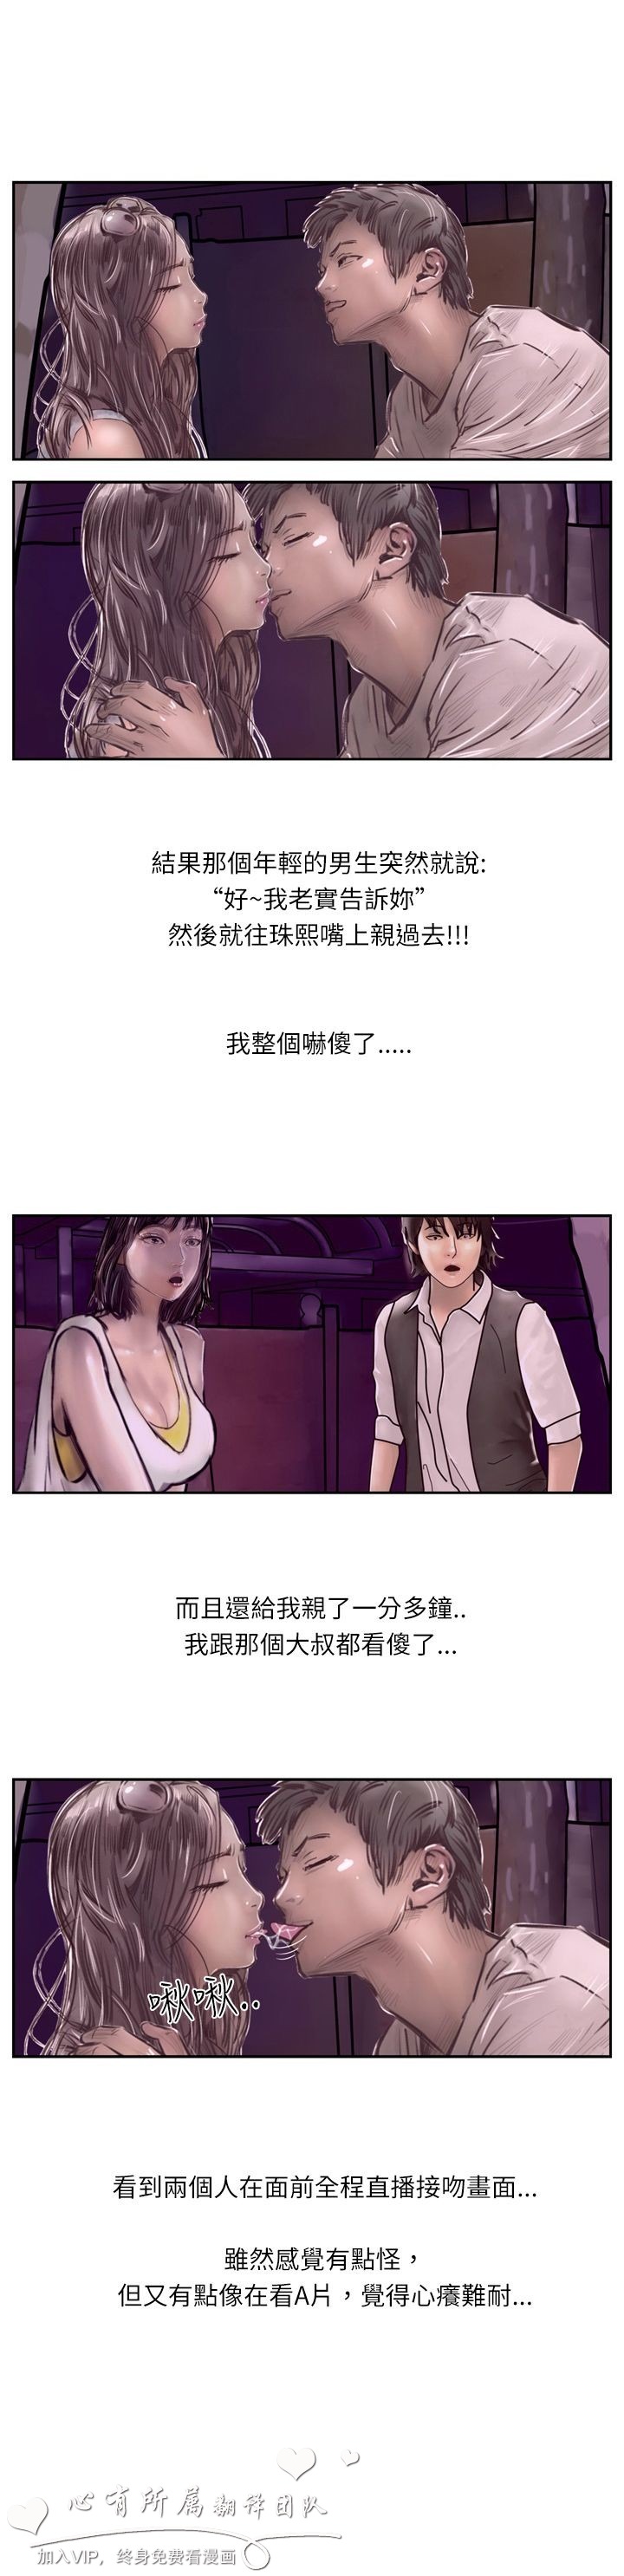 結果那個年輕的男生突然就說:
“好~我老實告訴妳”
然後就往珠熙嘴上親過去!!!
我整個嚇傻了.....
而且還給我親了一分多鐘..
我跟那個大叔都看傻了...
啾啾..
看到兩個人在面前全程直播接吻畫面...
雖然感覺有點怪，
但又有點像在看A片，覺得心癢難耐...
心有所属翻译团队
加入VIP，终身免费看漫画